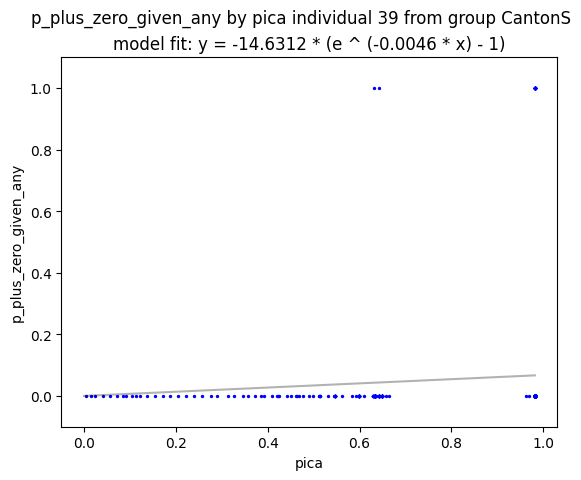 p_plus_zero_given_any by pica individual 39 from group CantonS
model fit: y = -14.6312 * (e ^ (-0.0046 * x) - 1)
p_plus_zero_given_any
1.0
0.8
0.6
0.4
0.2
0.0
0.0 0.2 0.4 0.6 0.8 1.0
pica